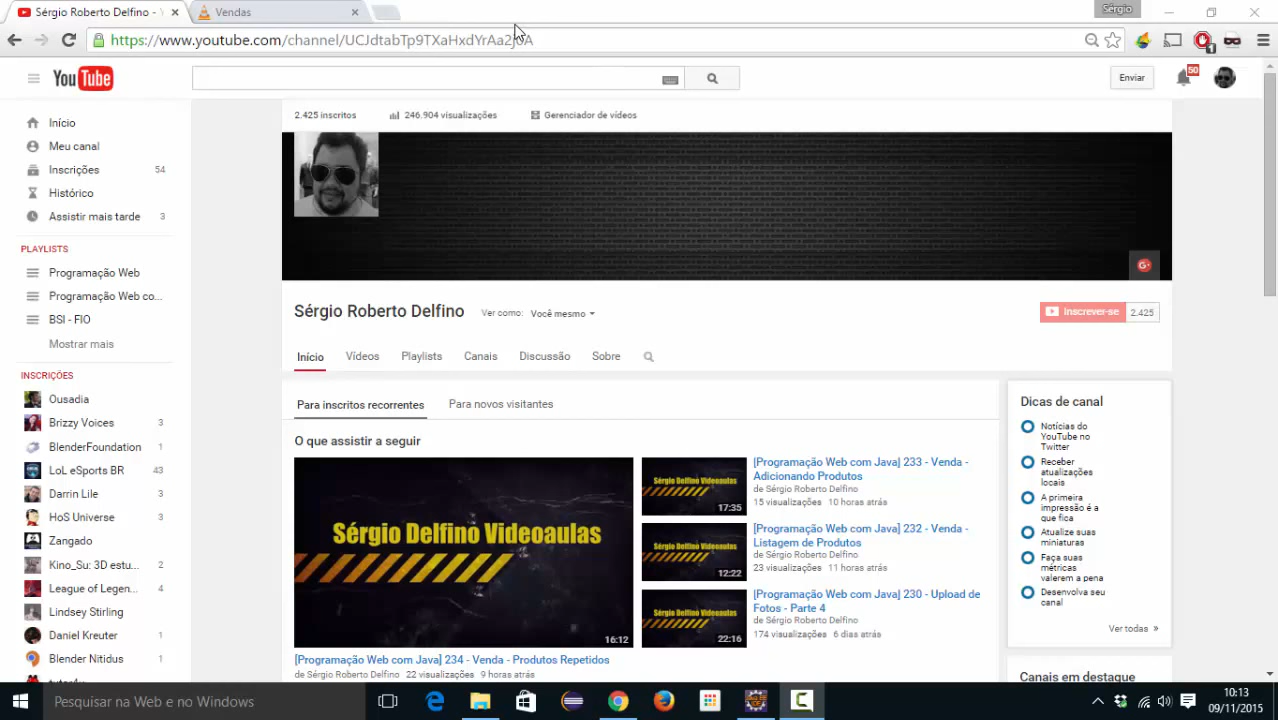 Sérgio Roberto Delfino -
Vendas
Sérgio
https://www.youtube.com/channel/UCJdtabTp9TXaHxdYrAa2
YouTube
Enviar
50
2.425 inscritos
246.904 visualizações
Gerenciador de vídeos
Início
Meu canal
Inscrições 54
Histórico
Assistir mais tarde 3
PLAYLISTS
Programação Web
Programação Web co...
BSI - FIO
Mostrar mais
INSCRIÇÕES
Ousadia
Brizzy Voices 3
BlenderFoundation 1
LoL eSports BR 43
Darrin Lile 3
HoS Universe 3
Zangado
Kino_Su: 3D estu... 2
League of Legen... 4
Lindsey Stirling
Daniel Kreuter 1
Blender Nitidus 1
Sérgio Roberto Delfino
Ver como: Você mesmo
Inscrever-se 2.425
Início Vídeos Playlists Canais Discussão Sobre
Para inscritos recorrentes
Para novos visitantes
O que assistir a seguir
Sérgio Delfino Videoaulas
16:12
[Programação Web com Java] 234 - Venda - Produtos Repetidos
de Sérgio Roberto Delfino 22 visualizações 9 horas atrás
Sérgio Delfino Videoaulas
17:35
[Programação Web com Java] 233 - Venda -
Adicionando Produtos
de Sérgio Roberto Delfino
15 visualizações 10 horas atrás
Sérgio Delfino Videoaulas
12:22
[Programação Web com Java] 232 - Venda -
Listagem de Produtos
de Sérgio Roberto Delfino
23 visualizações 11 horas atrás
Sérgio Delfino Videoaulas
22:16
[Programação Web com Java] 230 - Upload de
Fotos - Parte 4
de Sérgio Roberto Delfino
174 visualizações 6 dias atrás
Dicas de canal
Notícias do
YouTube no
Twitter
Receber
atualizações
locais
A primeira
impressão é a
que fica
Atualize suas
miniaturas
Faça suas
métricas
valerem a pena
Desenvolva seu
canal
Ver todas »
Canais em destaque
Pesquisar na Web e no Windows
10:13
09/11/2015